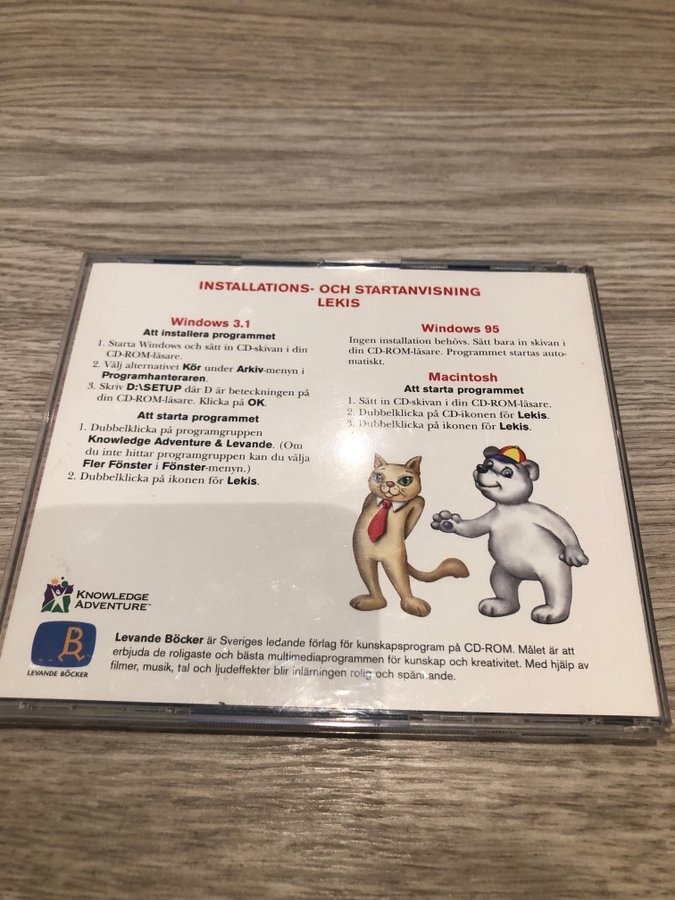 INSTALLATIONS- OCH STARTANVISNING
LEKIS
Windows 3.1
Att installera programmet
1. Starta Windows och sätt in CD-skivan i din
CD-ROM-läsare.
2. Välj alternativet Kör under Arkiv-menyn i
Programhanteraren.
3. Skriv D:\SETUP där D är beteckningen på
din CD-ROM-läsare. Klicka på OK.
Att starta programmet
1. Dubbelklicka på programgruppen
Knowledge Adventure & Levande. (Om
du inte hittar programgruppen kan du välja
Fler Fönster i Fönster-menyn.)
2. Dubbelklicka på ikonen för Lekis.
Windows 95
Ingen installation behövs. Sätt bara in skivan i
din CD-ROM-läsare. Programmet startas auto-
matiskt.
Macintosh
Att starta programmet
1. Sätt in CD-skivan i din CD-ROM-läsare.
2. Dubbelklicka på CD-ikonen för Lekis.
3. Dubbelklicka på ikonen för Lekis.
KNOWLEDGE
ADVENTURE™
B
LEVANDE BÖCKER
Levande Böcker är Sveriges ledande förlag för kunskapsprogram på CD-ROM. Målet är att
erbjuda de roligaste och bästa multimediaprogrammen för kunskap och kreativitet. Med hjälp av
filmer, musik, tal och ljudeffekter blir inlärningen rolig och spännande.